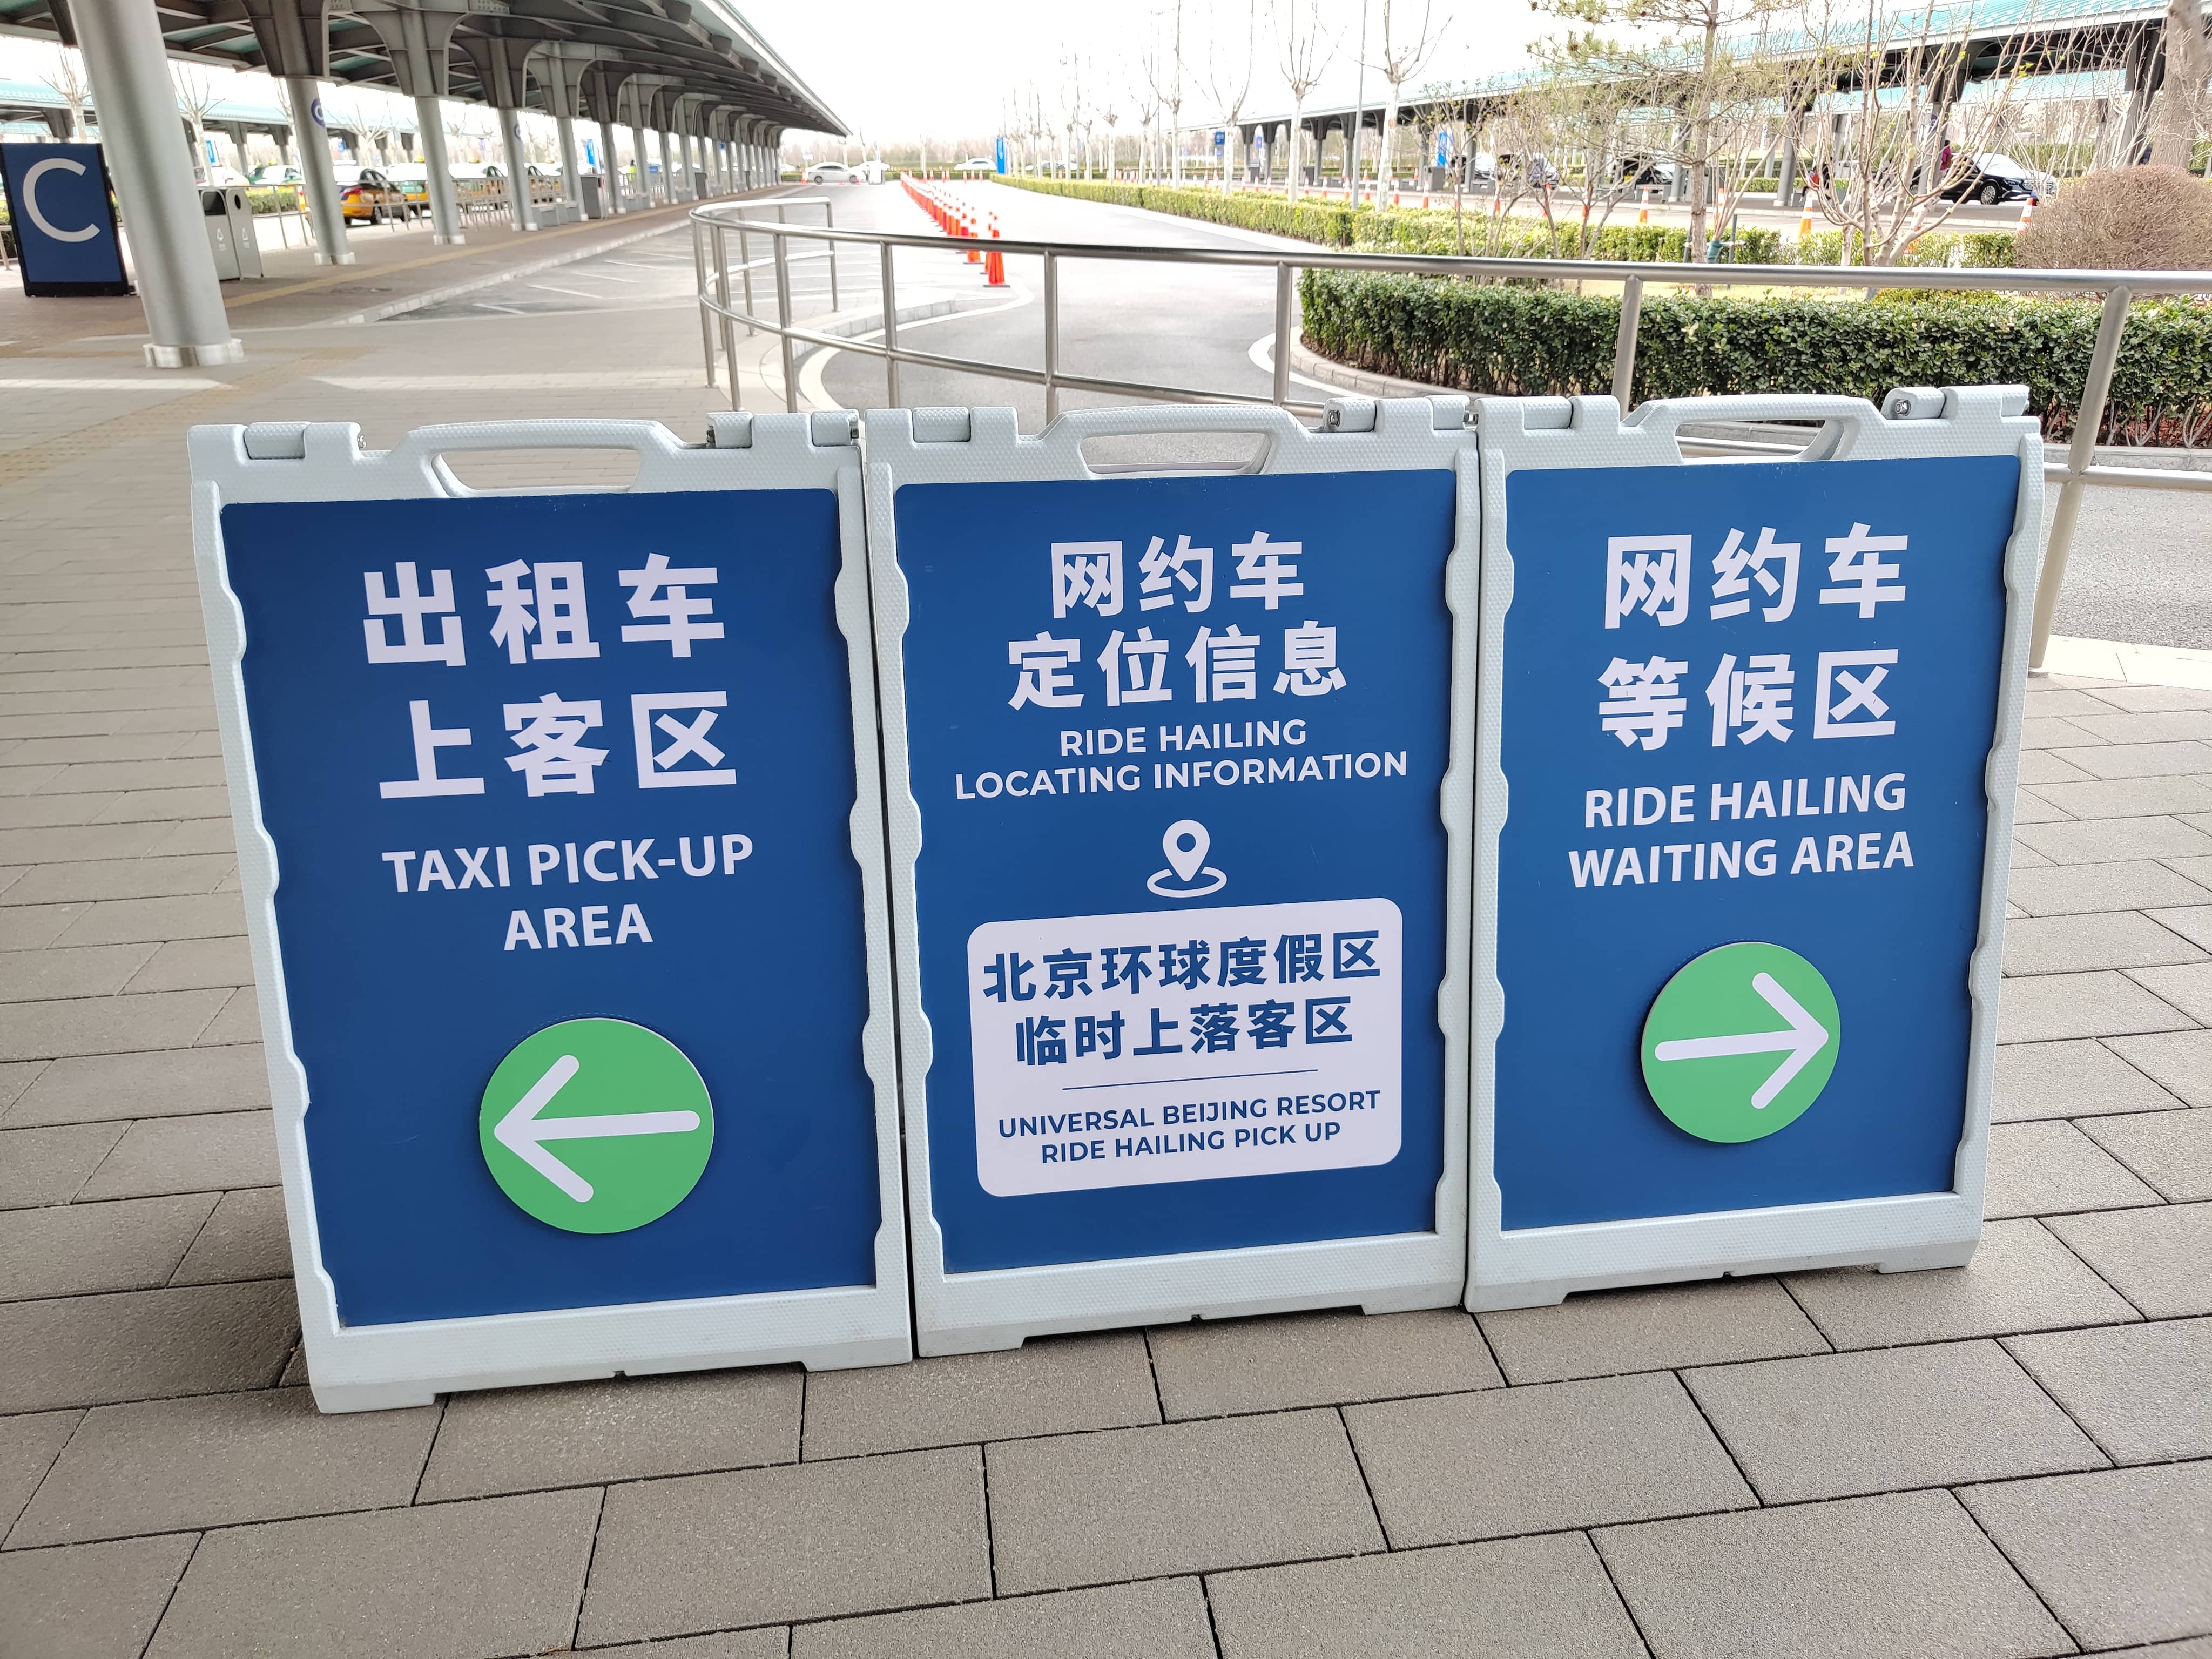 C
出租车
上客区
TAXI PICK-UP
AREA
网约车
定位信息
RIDE HAILING
LOCATING INFORMATION
北京环球度假区
临时上落客区
UNIVERSAL BEIJING RESORT
RIDE HAILING PICK UP
网约车
等候区
RIDE HAILING
WAITING AREA